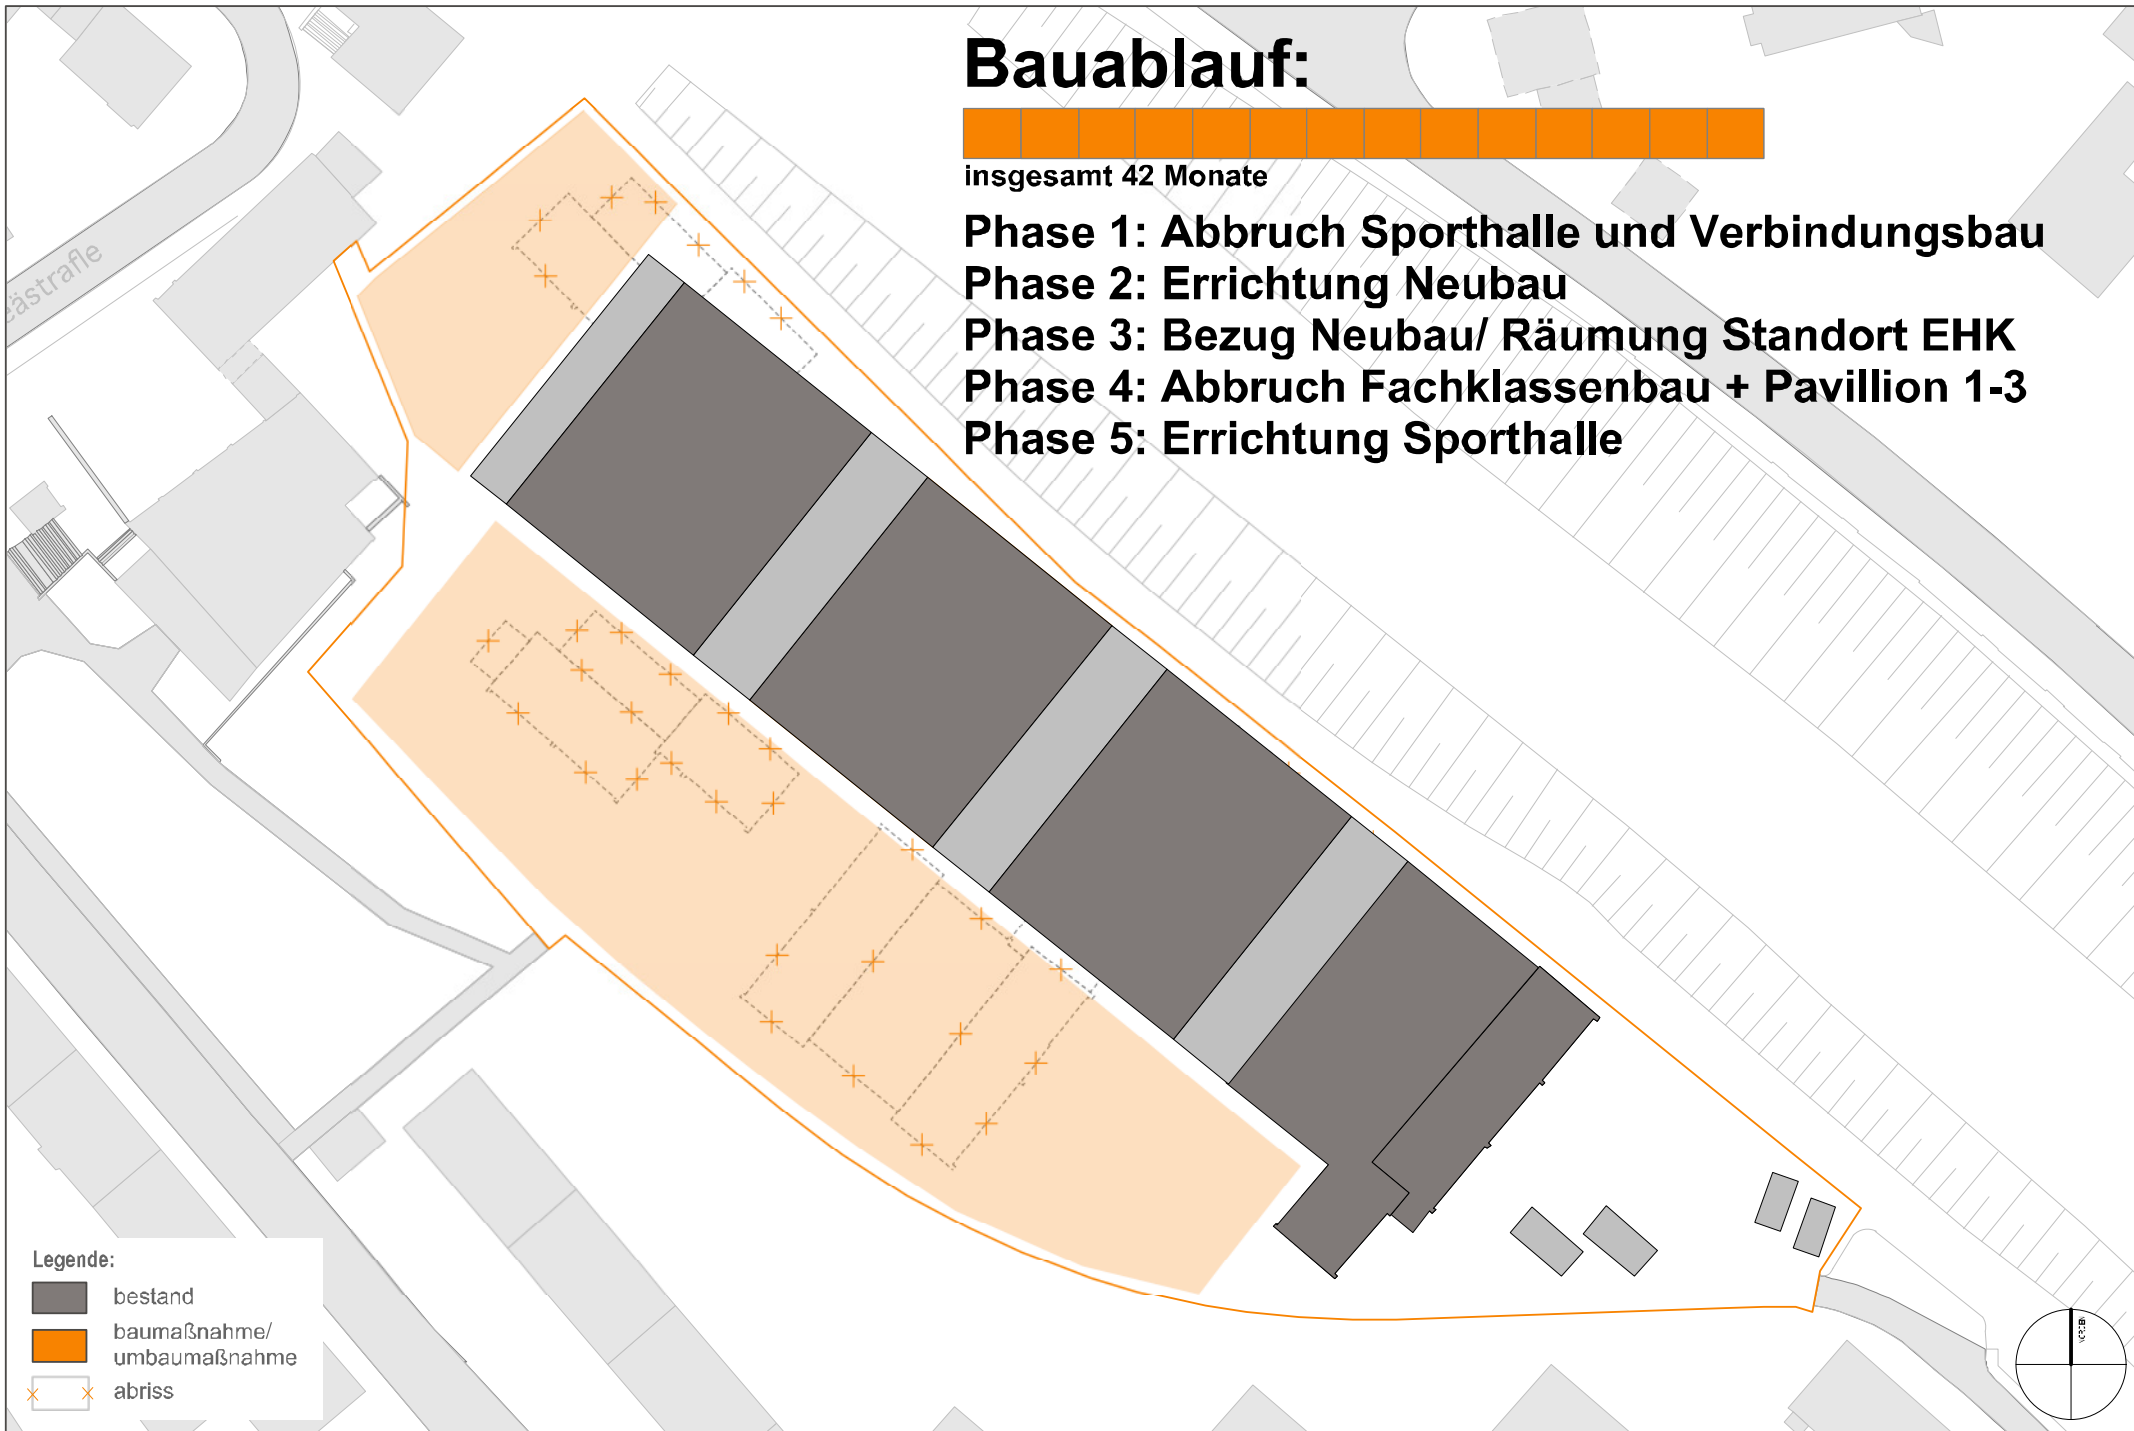 Bauablauf:
insgesamt 42 Monate
Phase 1: Abbruch Sporthalle und Verbindungsbau
Phase 2: Errichtung Neubau
Phase 3: Bezug Neubau/ Räumung Standort EHK
Phase 4: Abbruch Fachklassenbau + Pavillion 1-3
Phase 5: Errichtung Sporthalle
Legende:
bestand
baumaßnahme/
umbaumaßnahme
abriss
NORDEN